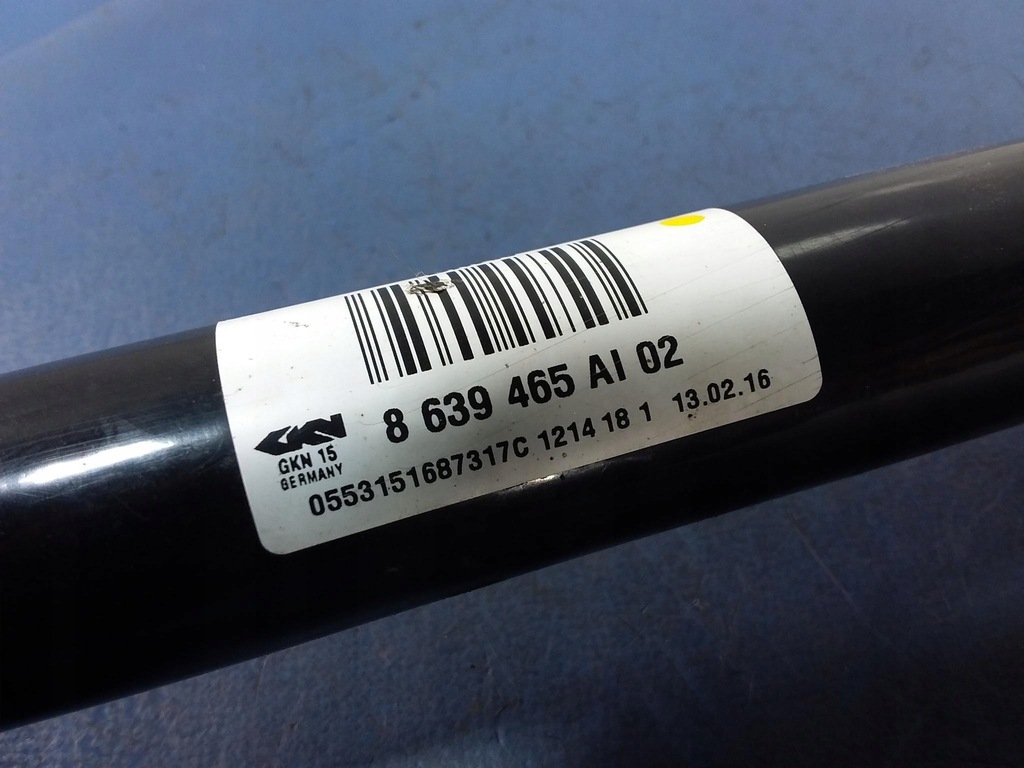 GKN
8 639 465 AI 02
GKN 15
GERMANY
0553151687317C 1214 18 1 13.02.16